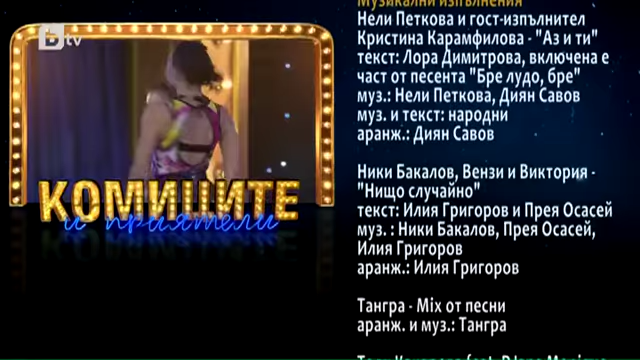 btv
КОМИЦИТЕ
и приятели
Музикални изпълнения
Нели Петкова и гост-изпълнител
Кристина Карамфилова - "Аз и ти"
текст: Лора Димитрова, включена е
част от песента "Бре лудо, бре"
муз.: Нели Петкова, Диян Савов
муз. и текст: народни
аранж.: Диян Савов
Ники Бакалов, Вензи и Виктория -
"Нищо случайно"
текст: Илия Григоров и Прея Осасей
муз. : Ники Бакалов, Прея Осасей,
Илия Григоров
аранж.: Илия Григоров
Тангра - Mix от песни
аранж. и муз.: Тангра